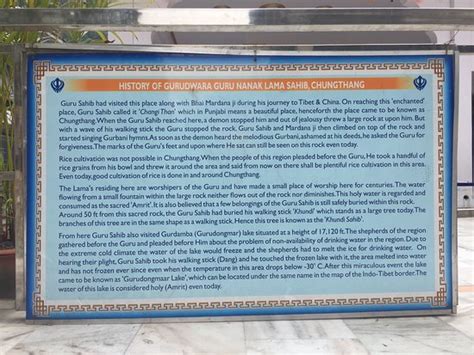 HISTORY OF GURUDWARA GURU NANAK LAMA SAHIB, CHUNGTHANG
Guru Sahib had visited this place along with Bhai Mardana ji during his journey to Tibet & China. On reaching this 'enchanted'
place, Guru Sahib called it 'Chungi Than' which in Punjabi means a beautiful place, henceforth the place came to be known as
Chungthang. When the Guru Sahib reached here, a demon stopped him and out of jealousy threw a large rock at upon him. But
with a wave of his walking stick the Guru stopped the rock. Guru Sahib and Mardana ji then climbed on top of the rock and
started singing Gurbani hymns. As soon as the demon heard the melodious Gurbani, ashamed at his deeds, he asked the Guru for
forgiveness. The marks of the Guru's feet and upon where He sat can still be seen on this rock even today.
Rice cultivation was not possible in Chungthang. When the people of this region pleaded before the Guru, He took a handful of
rice grains from his bowl and threw it around the area and said from now on there shall be plentiful rice cultivation in this area.
Even today, good cultivation of rice is done in and around Chungthang.
The Lama's residing here are worshipers of the Guru and have made a small place of worship here for centuries. The water
flowing from a small fountain within the large rock neither flows out of the rock nor diminishes. This holy water is regarded and
consumed as the sacred 'Amrit'. It is also believed that a few belongings of the Guru Sahib is still safely buried within this rock.
Around 50 ft from this sacred rock, the Guru Sahib had buried his walking stick 'Khundi' which stands as a large tree today. The
branches of this tree are in the same shape as a walking stick. Hence this tree is known as the 'Khundi Sahib'.
From here Guru Sahib also visited Gurdamba (Gurudongmar) lake situated at a height of 17,120 ft. The shepherds of the region
gathered before the Guru and pleaded before Him about the problem of non-availability of drinking water in the region. Due to
the extreme cold climate the water of the lake would freeze and the shepherds had to melt the ice for drinking water. On
hearing their plight, Guru Sahib took his walking stick (Dang) and he touched the frozen lake with it, the area melted into water
and has not frozen ever since even when the temperature in this area drops below -30° C. After this miraculous event the lake
came to be known as 'Gurudongmar Lake', which can be located under the same name in the map of the Indo-Tibet border. The
water of this lake is considered holy (Amrit) even today.